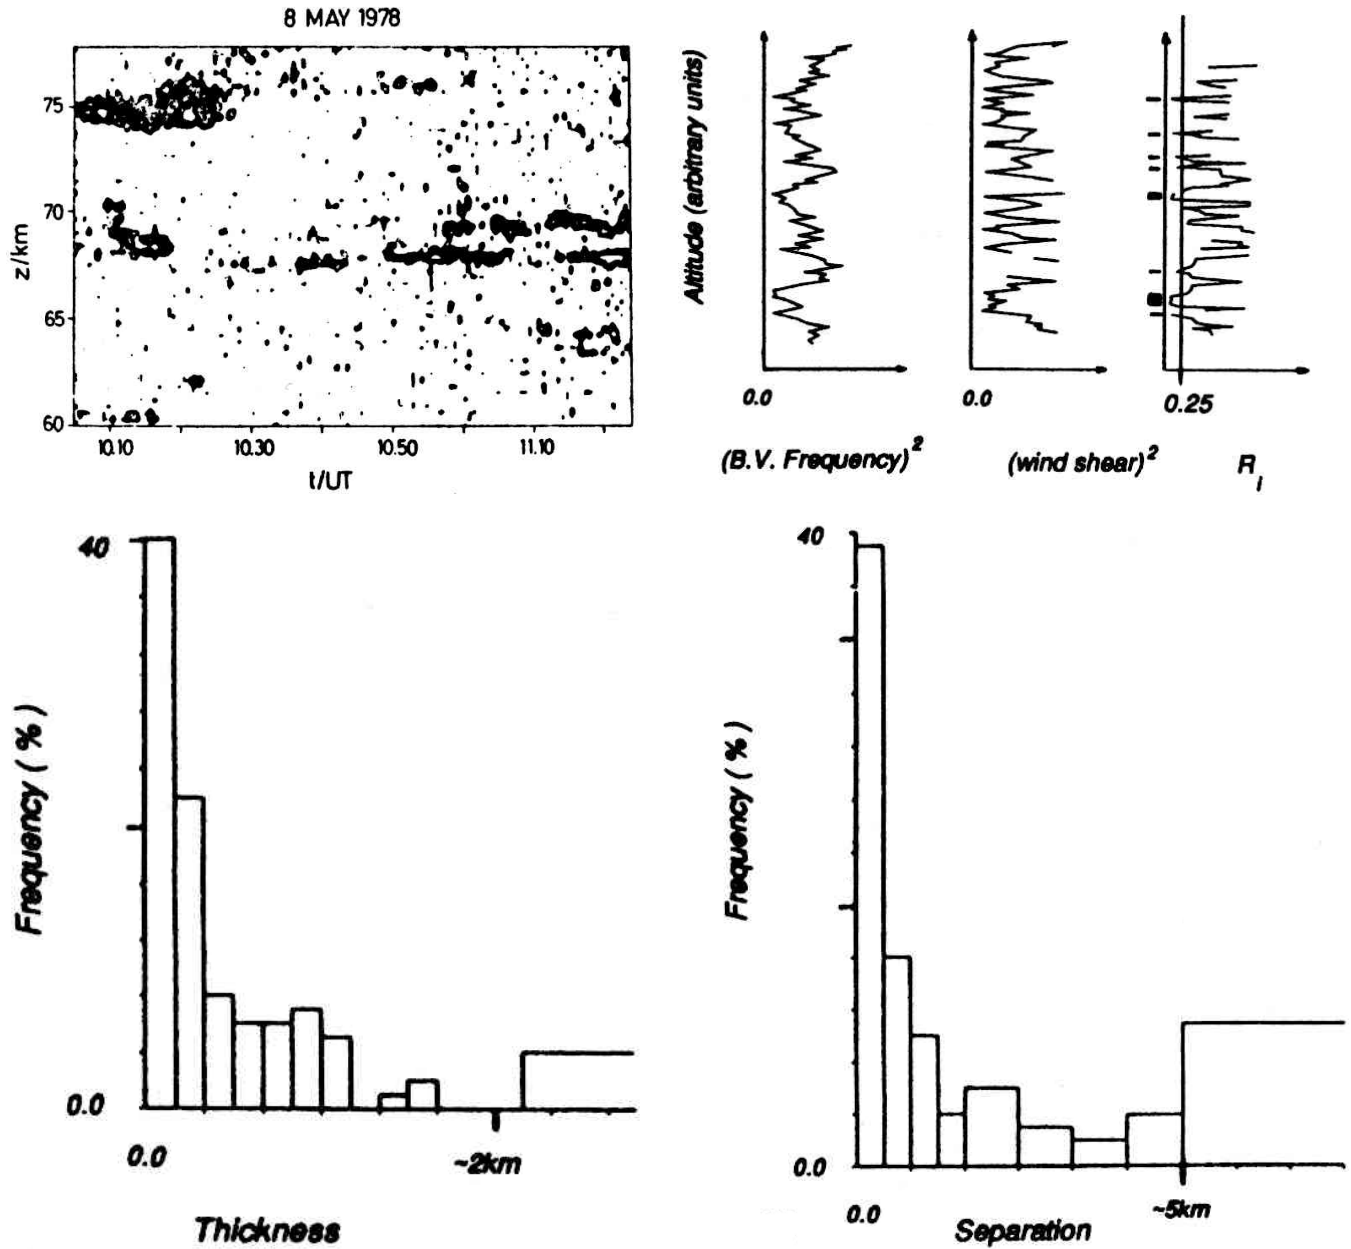 8 MAY 1978
z/km
75
70
65
60
10.10 10.30 10.50 11.10
t/UT
Altitude (arbitrary units)
0.0
(B.V. Frequency)²
0.0
(wind shear)²
0.25
R_i
Frequency ( % )
40
0.0
0.0 ~2km
Thickness
Frequency ( % )
40
0.0
0.0 ~5km
Separation